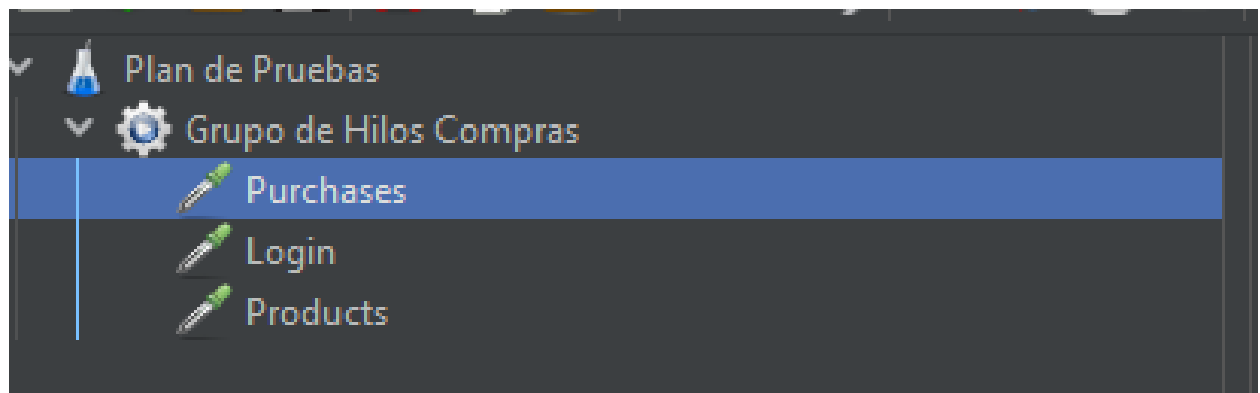 Plan de Pruebas
Grupo de Hilos Compras
Purchases
Login
Products